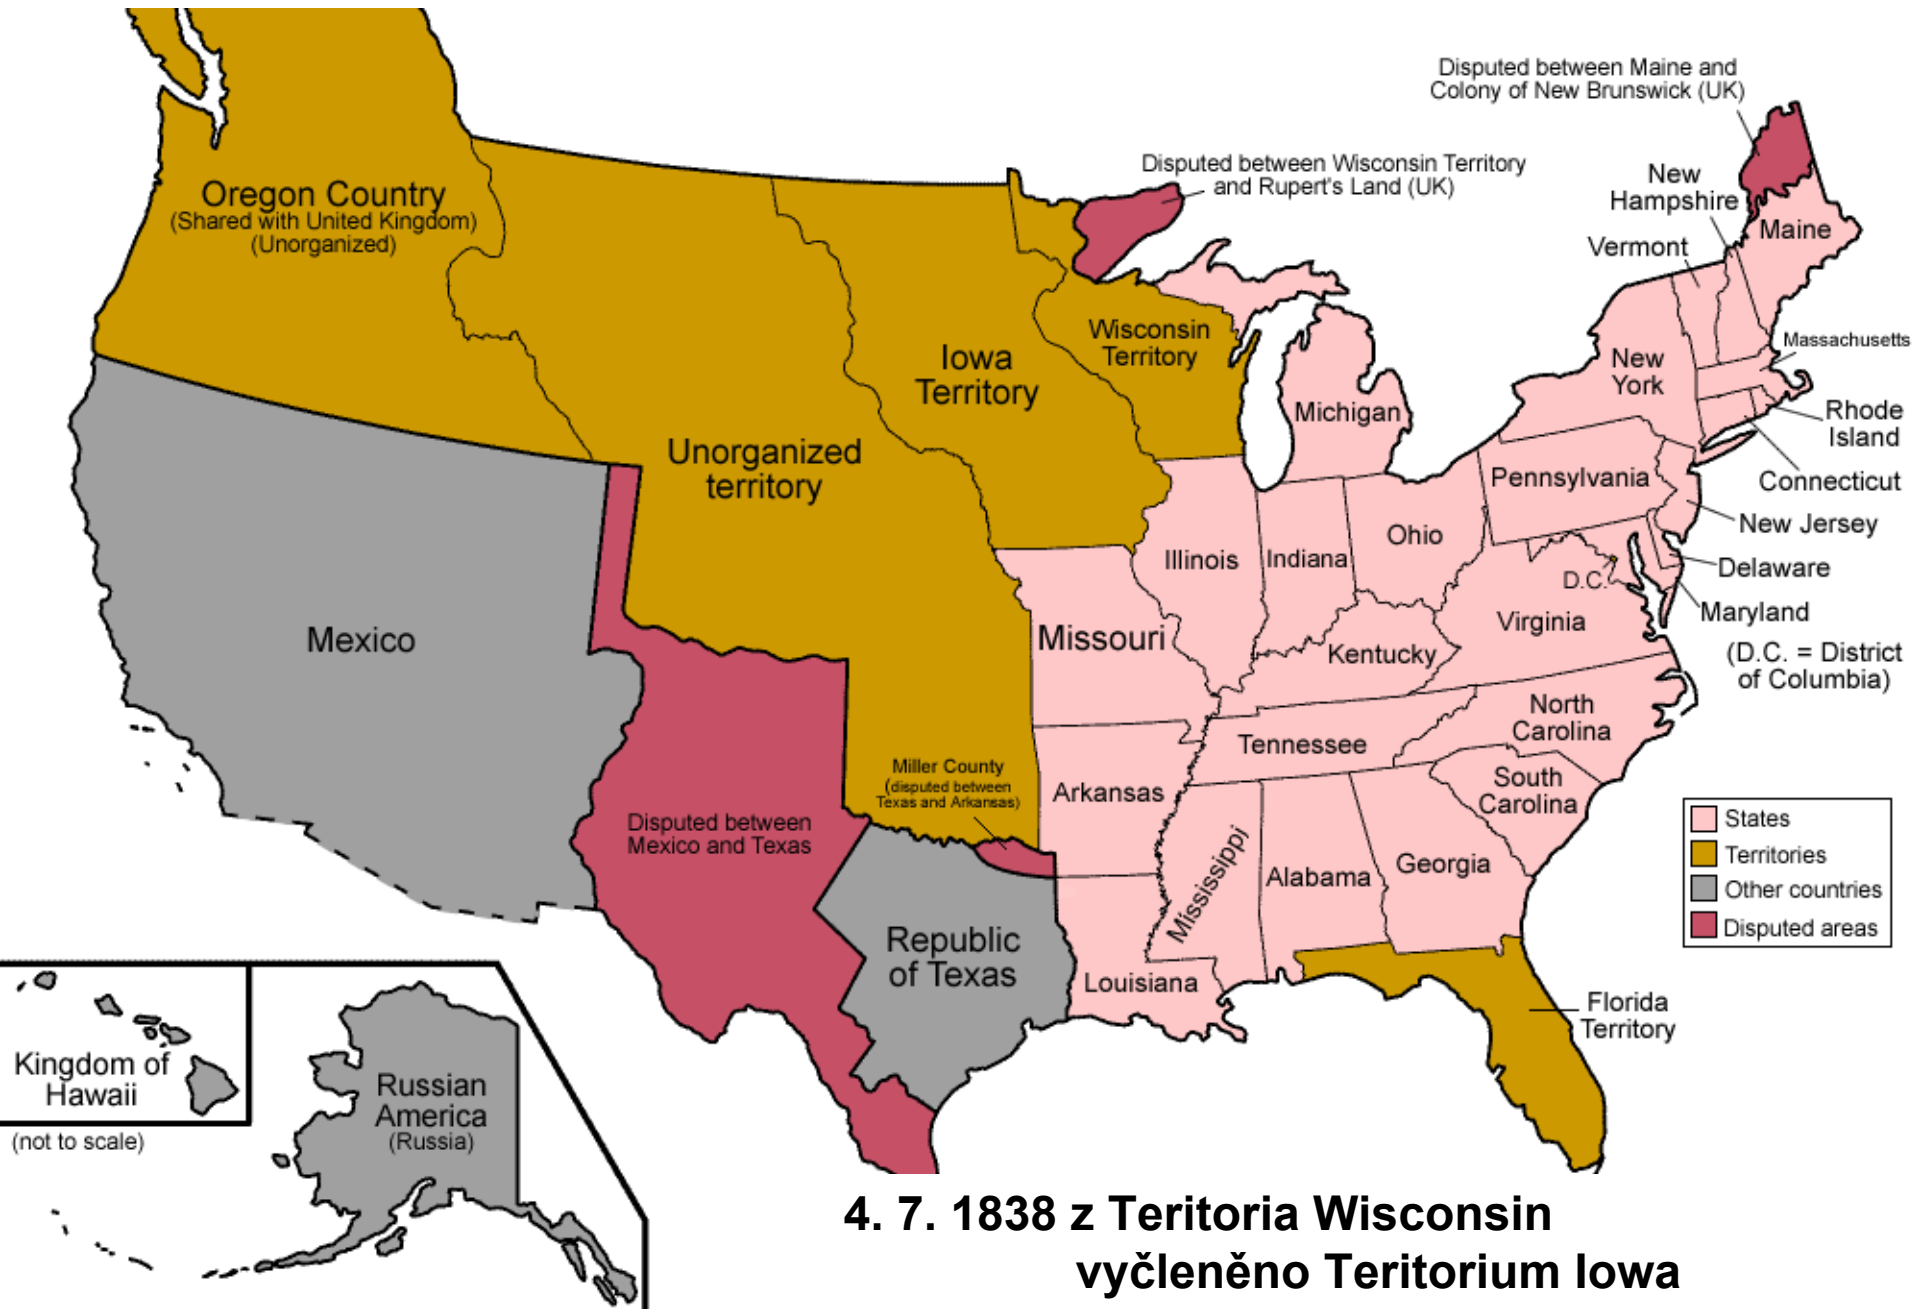 Disputed between Maine and
Colony of New Brunswick (UK)
Disputed between Wisconsin Territory
and Rupert's Land (UK)
New
Hampshire
Vermont
Maine
Oregon Country
(Shared with United Kingdom)
(Unorganized)
Iowa
Territory
Wisconsin
Territory
Michigan
New
York
Massachusetts
Rhode
Island
Connecticut
Unorganized
territory
Pennsylvania
New Jersey
Illinois
Indiana
Ohio
D.C.
Delaware
Maryland
(D.C. = District
of Columbia)
Mexico
Missouri
Kentucky
Virginia
North
Carolina
Tennessee
South
Carolina
Miller County
(disputed between
Texas and Arkansas)
Arkansas
Disputed between
Mexico and Texas
Mississippi
Alabama
Georgia
States
Territories
Other countries
Disputed areas
Republic
of Texas
Louisiana
Florida
Territory
Kingdom of
Hawaii
(not to scale)
Russian
America
(Russia)
4. 7. 1838 z Teritoria Wisconsin
vyčleněno Teritorium Iowa